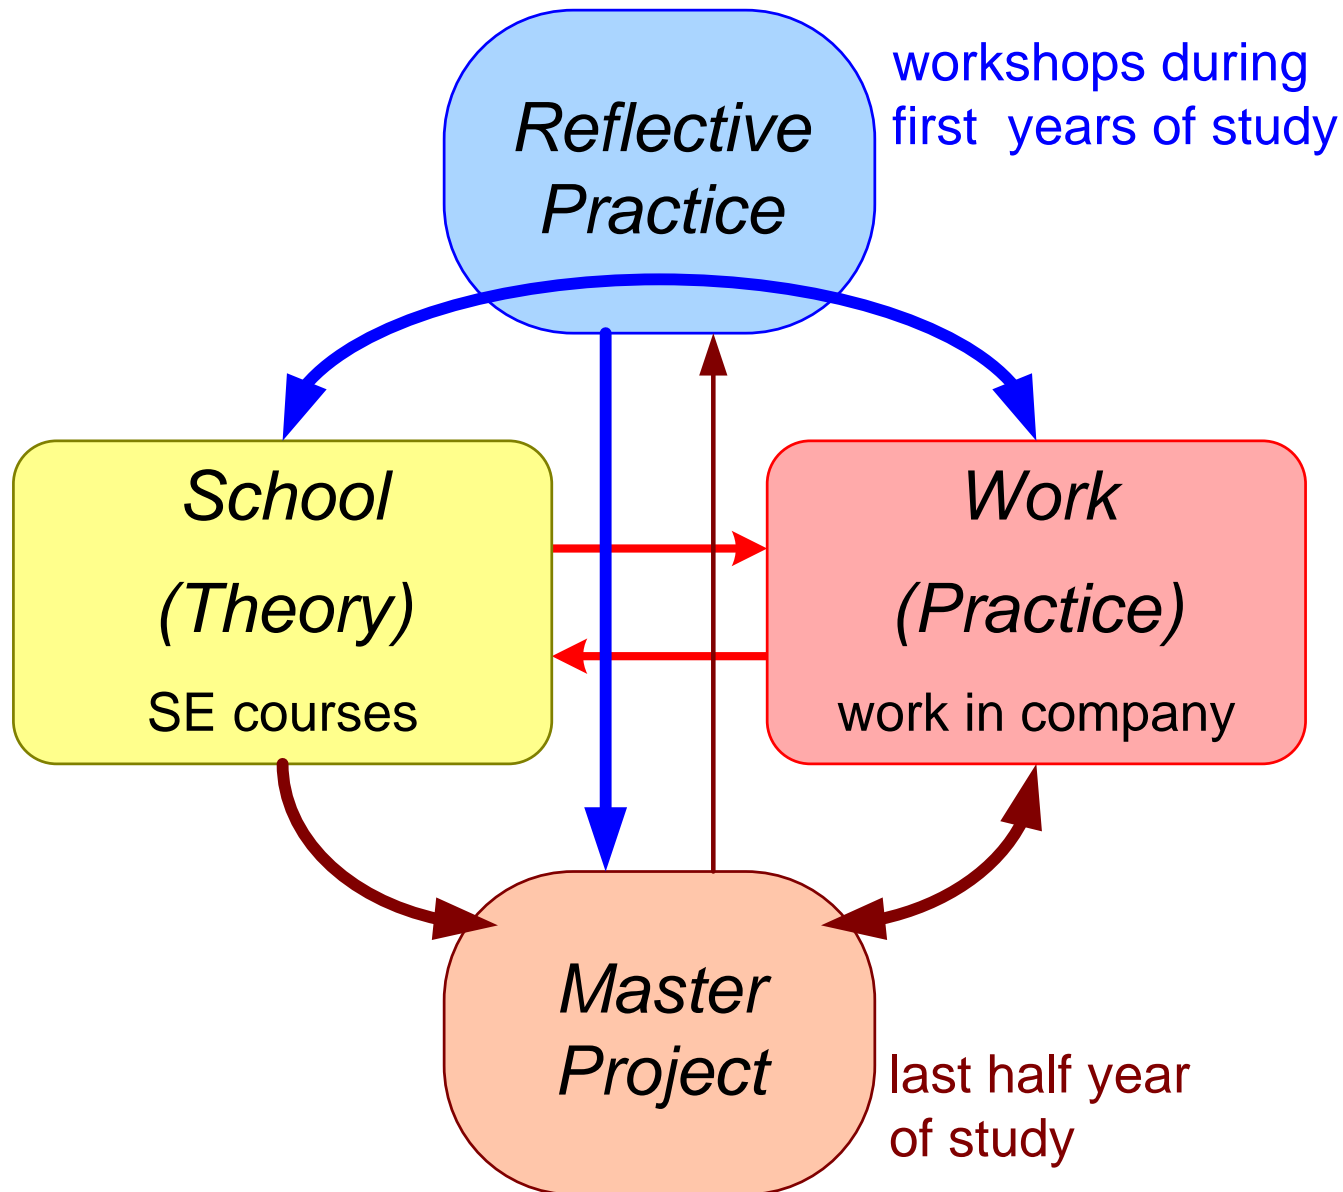 Reflective
Practice
workshops during
first  years of study
School
(Theory)
SE courses
Work
(Practice)
work in company
Master
Project
last half year
of study